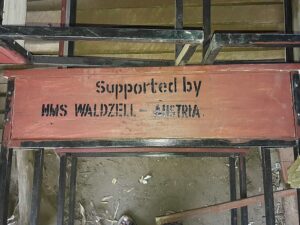 Supported by
HMS WALDZELL - AUSTRIA